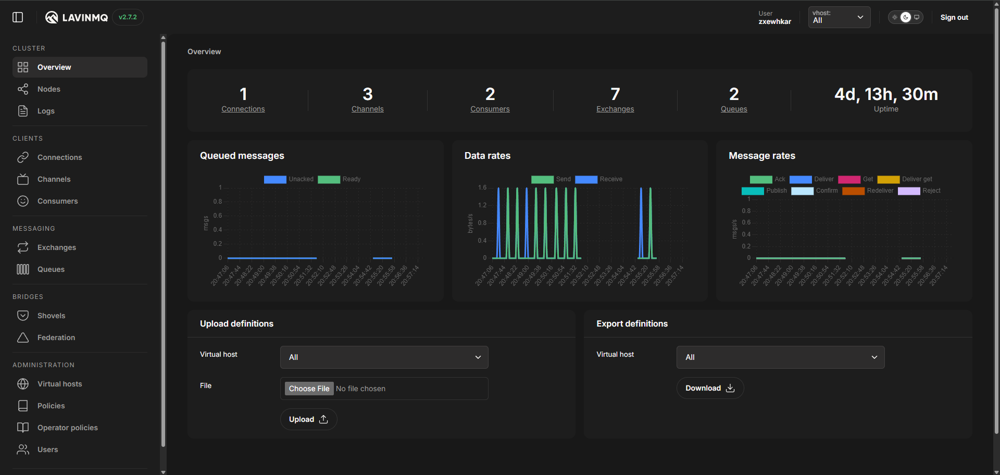 LAVINMQ v2.7.2
User
zxewhkar
vhost:
All
Sign out
CLUSTER
Overview
Nodes
Logs
CLIENTS
Connections
Channels
Consumers
MESSAGING
Exchanges
Queues
BRIDGES
Shovels
Federation
ADMINISTRATION
Virtual hosts
Policies
Operator policies
Users
Overview
1 3 2 7 2 4d, 13h, 30m
Connections Channels Consumers Exchanges Queues Uptime
Queued messages
Unacked Ready
1
0.8
0.6
0.4
0.2
0
msgs
20:47:06 20:47:44 20:48:22 20:49:00 20:49:38 20:50:16 20:50:54 20:51:32 20:52:10 20:52:48 20:53:26 20:54:04 20:54:42 20:55:20 20:55:58 20:56:36 20:57:14
Data rates
Send Receive
1.6
1.2
0.8
0.4
0
bytes/s
20:47:06 20:47:44 20:48:22 20:49:00 20:49:38 20:50:16 20:50:54 20:51:32 20:52:10 20:52:48 20:53:26 20:54:04 20:54:42 20:55:20 20:55:58 20:56:36 20:57:14
Message rates
Ack Deliver Get Deliver get
Publish Confirm Redeliver Reject
1
0.8
0.6
0.4
0.2
0
msgs/s
20:47:06 20:47:44 20:48:22 20:49:00 20:49:38 20:50:16 20:50:54 20:51:32 20:52:10 20:52:48 20:53:26 20:54:04 20:54:42 20:55:20 20:55:58 20:56:36 20:57:14
Upload definitions
Virtual host All
File Choose File No file chosen
Upload
Export definitions
Virtual host All
Download